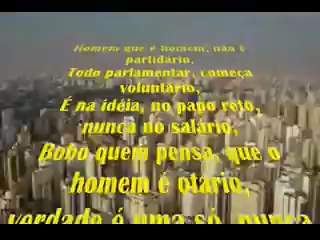 Homem que é homem, não é
partidário,
Todo parlamentar, começa
voluntário,
É na idéia, no papo reto,
nunca no salário,
Bobo quem pensa, que o
homem é otário,
verdade é uma só, nunca